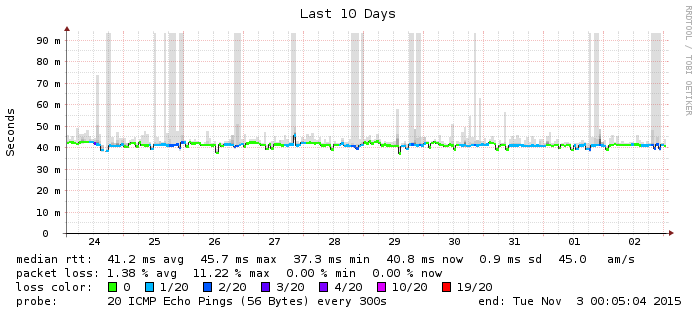 Last 10 Days
RRDTOOL / TOBI OETIKER
Seconds
90 m
80 m
70 m
60 m
50 m
40 m
30 m
20 m
10 m
0
24 25 26 27 28 29 30 31 01 02
median rtt: 41.2 ms avg 45.7 ms max 37.3 ms min 40.8 ms now 0.9 ms sd 45.0 am/s
packet loss: 1.38 % avg 11.22 % max 0.00 % min 0.00 % now
loss color: 0 1/20 2/20 3/20 4/20 10/20 19/20
probe: 20 ICMP Echo Pings (56 Bytes) every 300s end: Tue Nov 3 00:05:04 2015